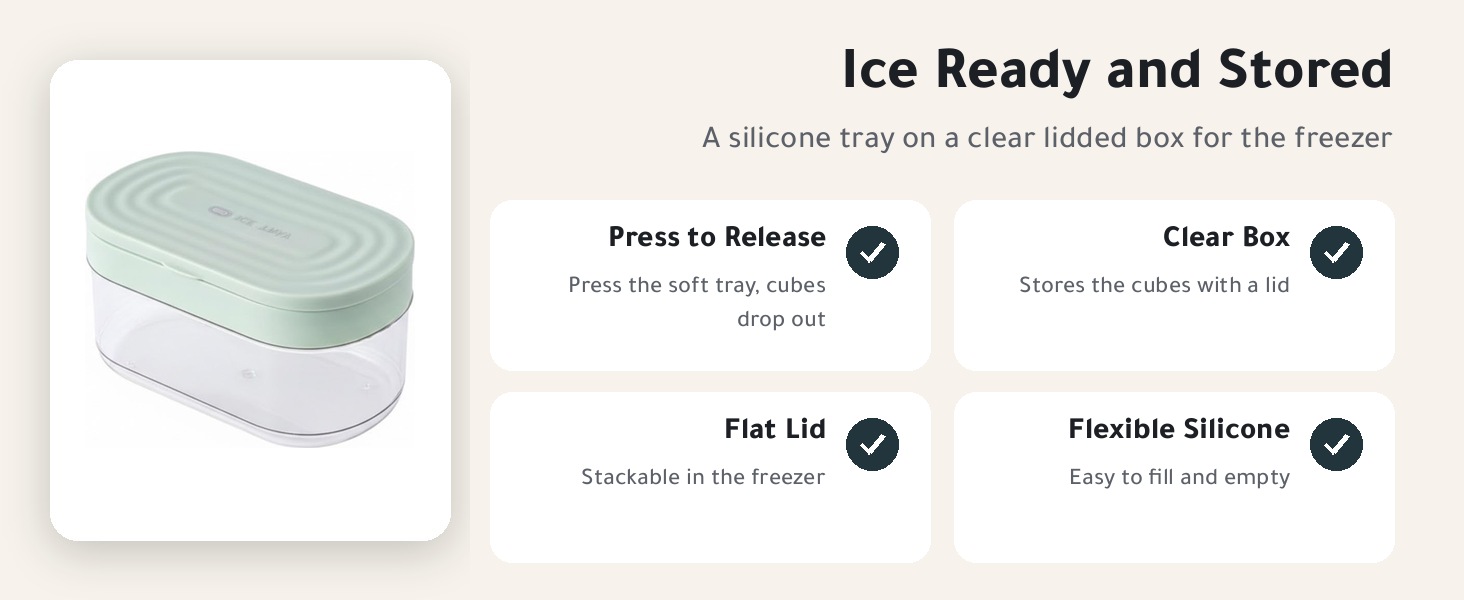 Ice Ready and Stored
A silicone tray on a clear lidded box for the freezer
Press to Release
Press the soft tray, cubes
drop out
Clear Box
Stores the cubes with a lid
Flat Lid
Stackable in the freezer
Flexible Silicone
Easy to fill and empty
ICE